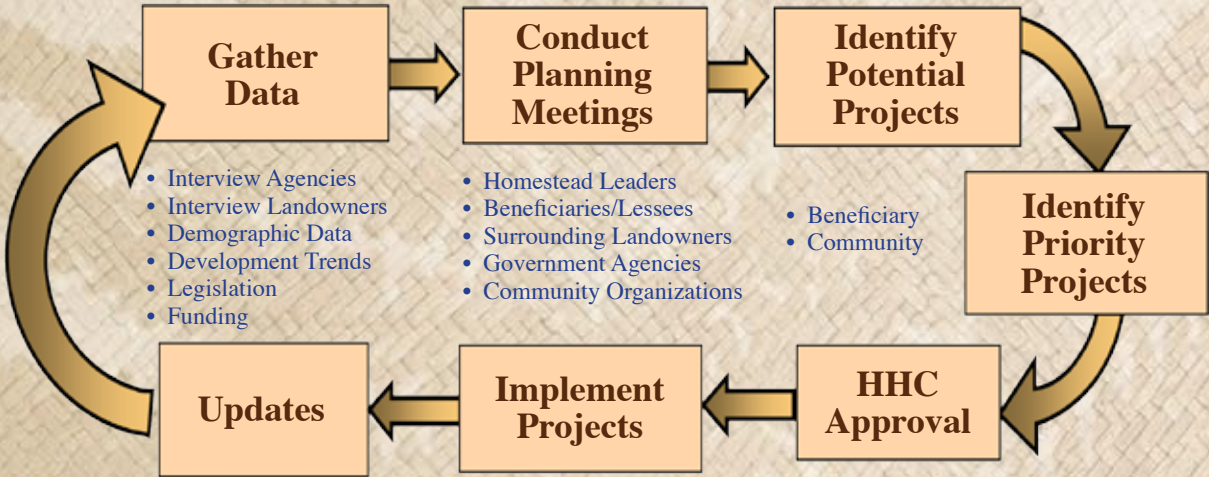 Gather
Data
Conduct
Planning
Meetings
Identify
Potential
Projects
• Interview Agencies
• Interview Landowners
• Demographic Data
• Development Trends
• Legislation
• Funding
• Homestead Leaders
• Beneficiaries/Lessees
• Surrounding Landowners
• Government Agencies
• Community Organizations
• Beneficiary
• Community
Identify
Priority
Projects
HHC
Approval
Implement
Projects
Updates